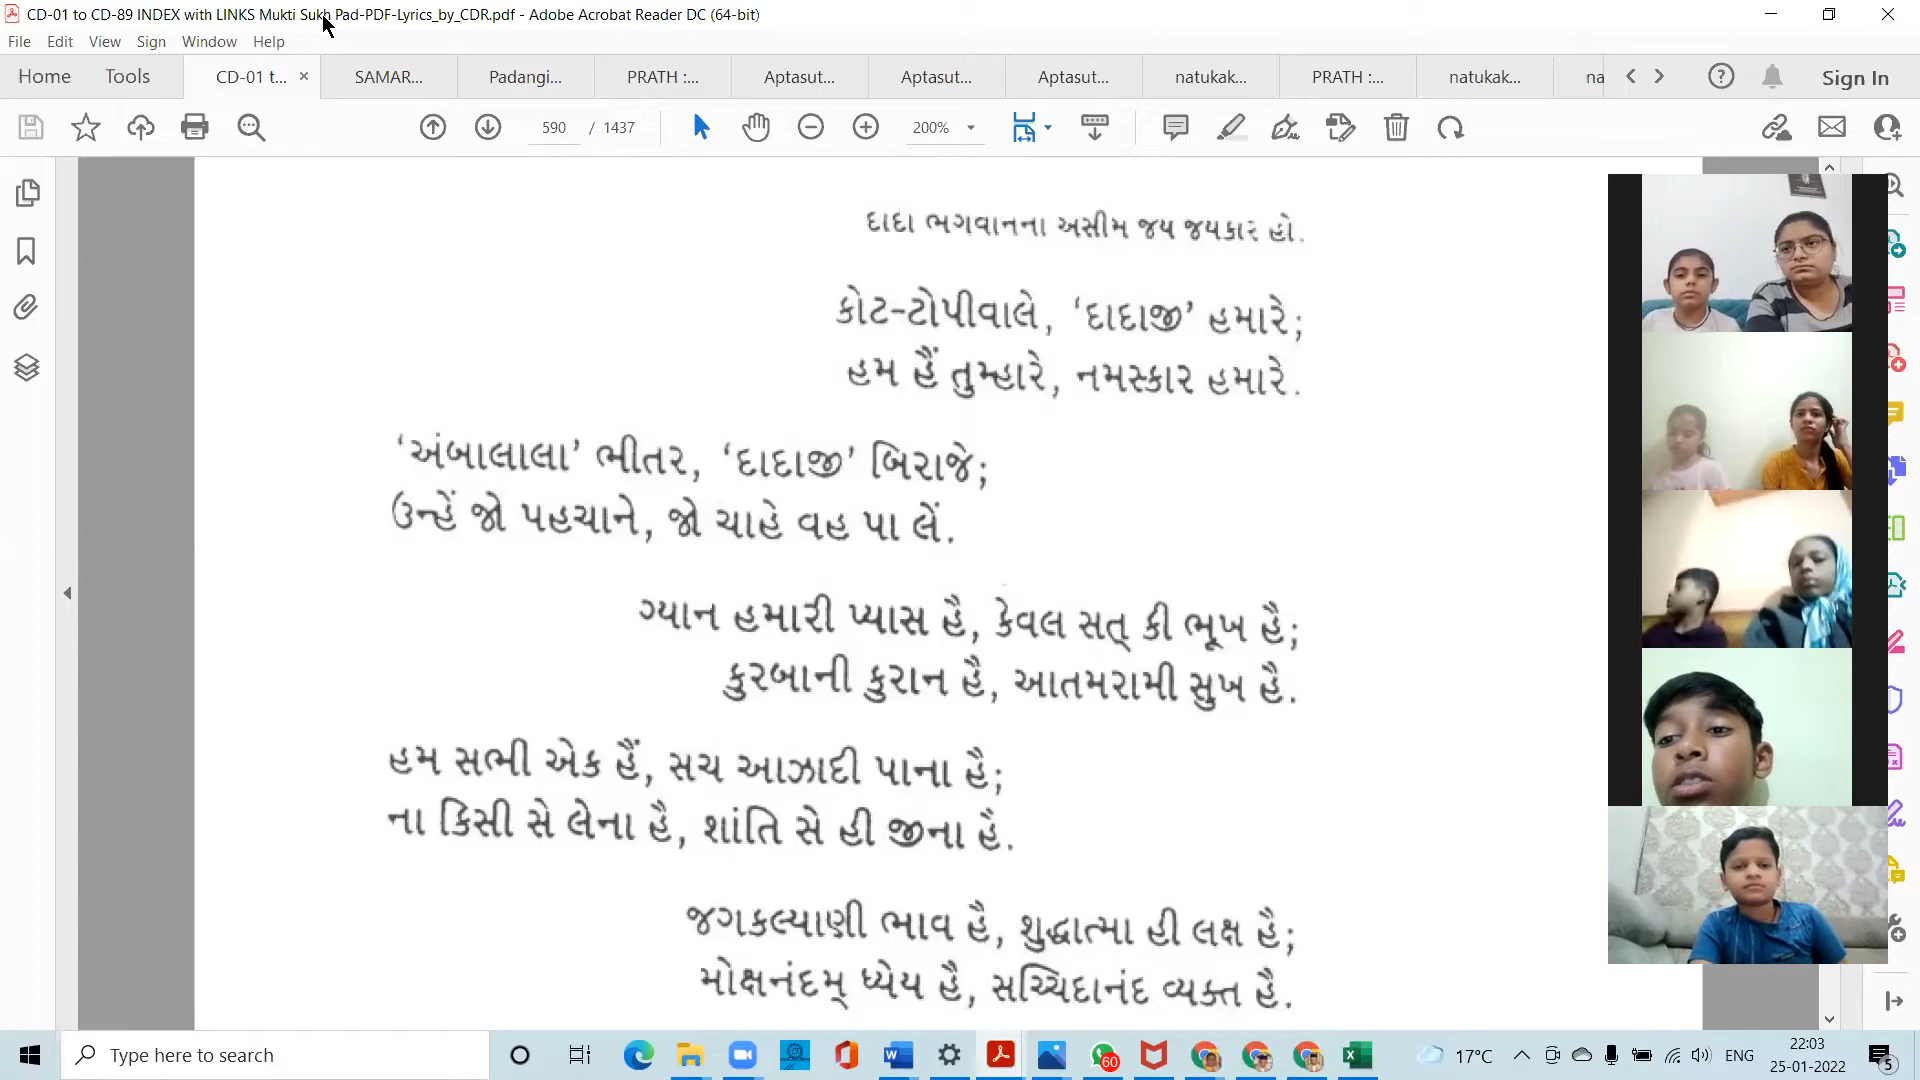 CD-01 to CD-89 INDEX with LINKS Mukti Sukh Pad-PDF-Lyrics_by_CDR.pdf - Adobe Acrobat Reader DC (64-bit)
File Edit View Sign Window Help
Home Tools CD-01 t... SAMAR... Padangi... PRATH :... Aptasut... Aptasut... Aptasut... natukak... PRATH :... natukak... na Sign In
590 / 1437 200%
દાદા ભગવાનના અસીમ જય જયકાર હો.
કોટ-ટોપીવાલે, ‘દાદાજી’ હમારે;
હમ હૈં તુમ્હારે, નમસ્કાર હમારે.
‘અંબાલાલા’ ભીતર, ‘દાદાજી’ બિરાજે;
ઉન્હેં જો પહચાને, જો ચાહે વહ પા લેં.
ગ્યાન હમારી પ્યાસ હૈ, કેવલ સત્ કી ભૂખ હૈ;
કુરબાની કુરાન હૈ, આતમરામી સુખ હૈ.
હમ સભી એક હૈં, સચ આઝાદી પાના હૈ;
ના કિસી સે લેના હૈ, શાંતિ સે હી જીના હૈ.
જગકલ્યાણી ભાવ હૈ, શુદ્ધાત્મા હી લક્ષ હૈ;
મોક્ષનંદમ્ ધ્યેય હૈ, સચ્ચિદાનંદ વ્યક્ત હૈ.
Type here to search 60 17°C ENG 22:03
25-01-2022 5